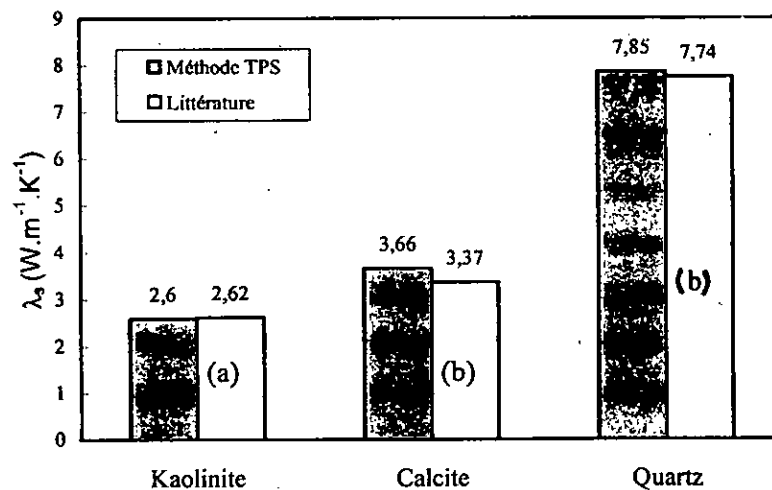 9
8
7
6
5
4
3
2
1
0
λs (W.m⁻¹.K⁻¹)
Méthode TPS
Littérature
2,6
2,62
3,66
3,37
7,85
7,74
(a)
(b)
(b)
Kaolinite
Calcite
Quartz